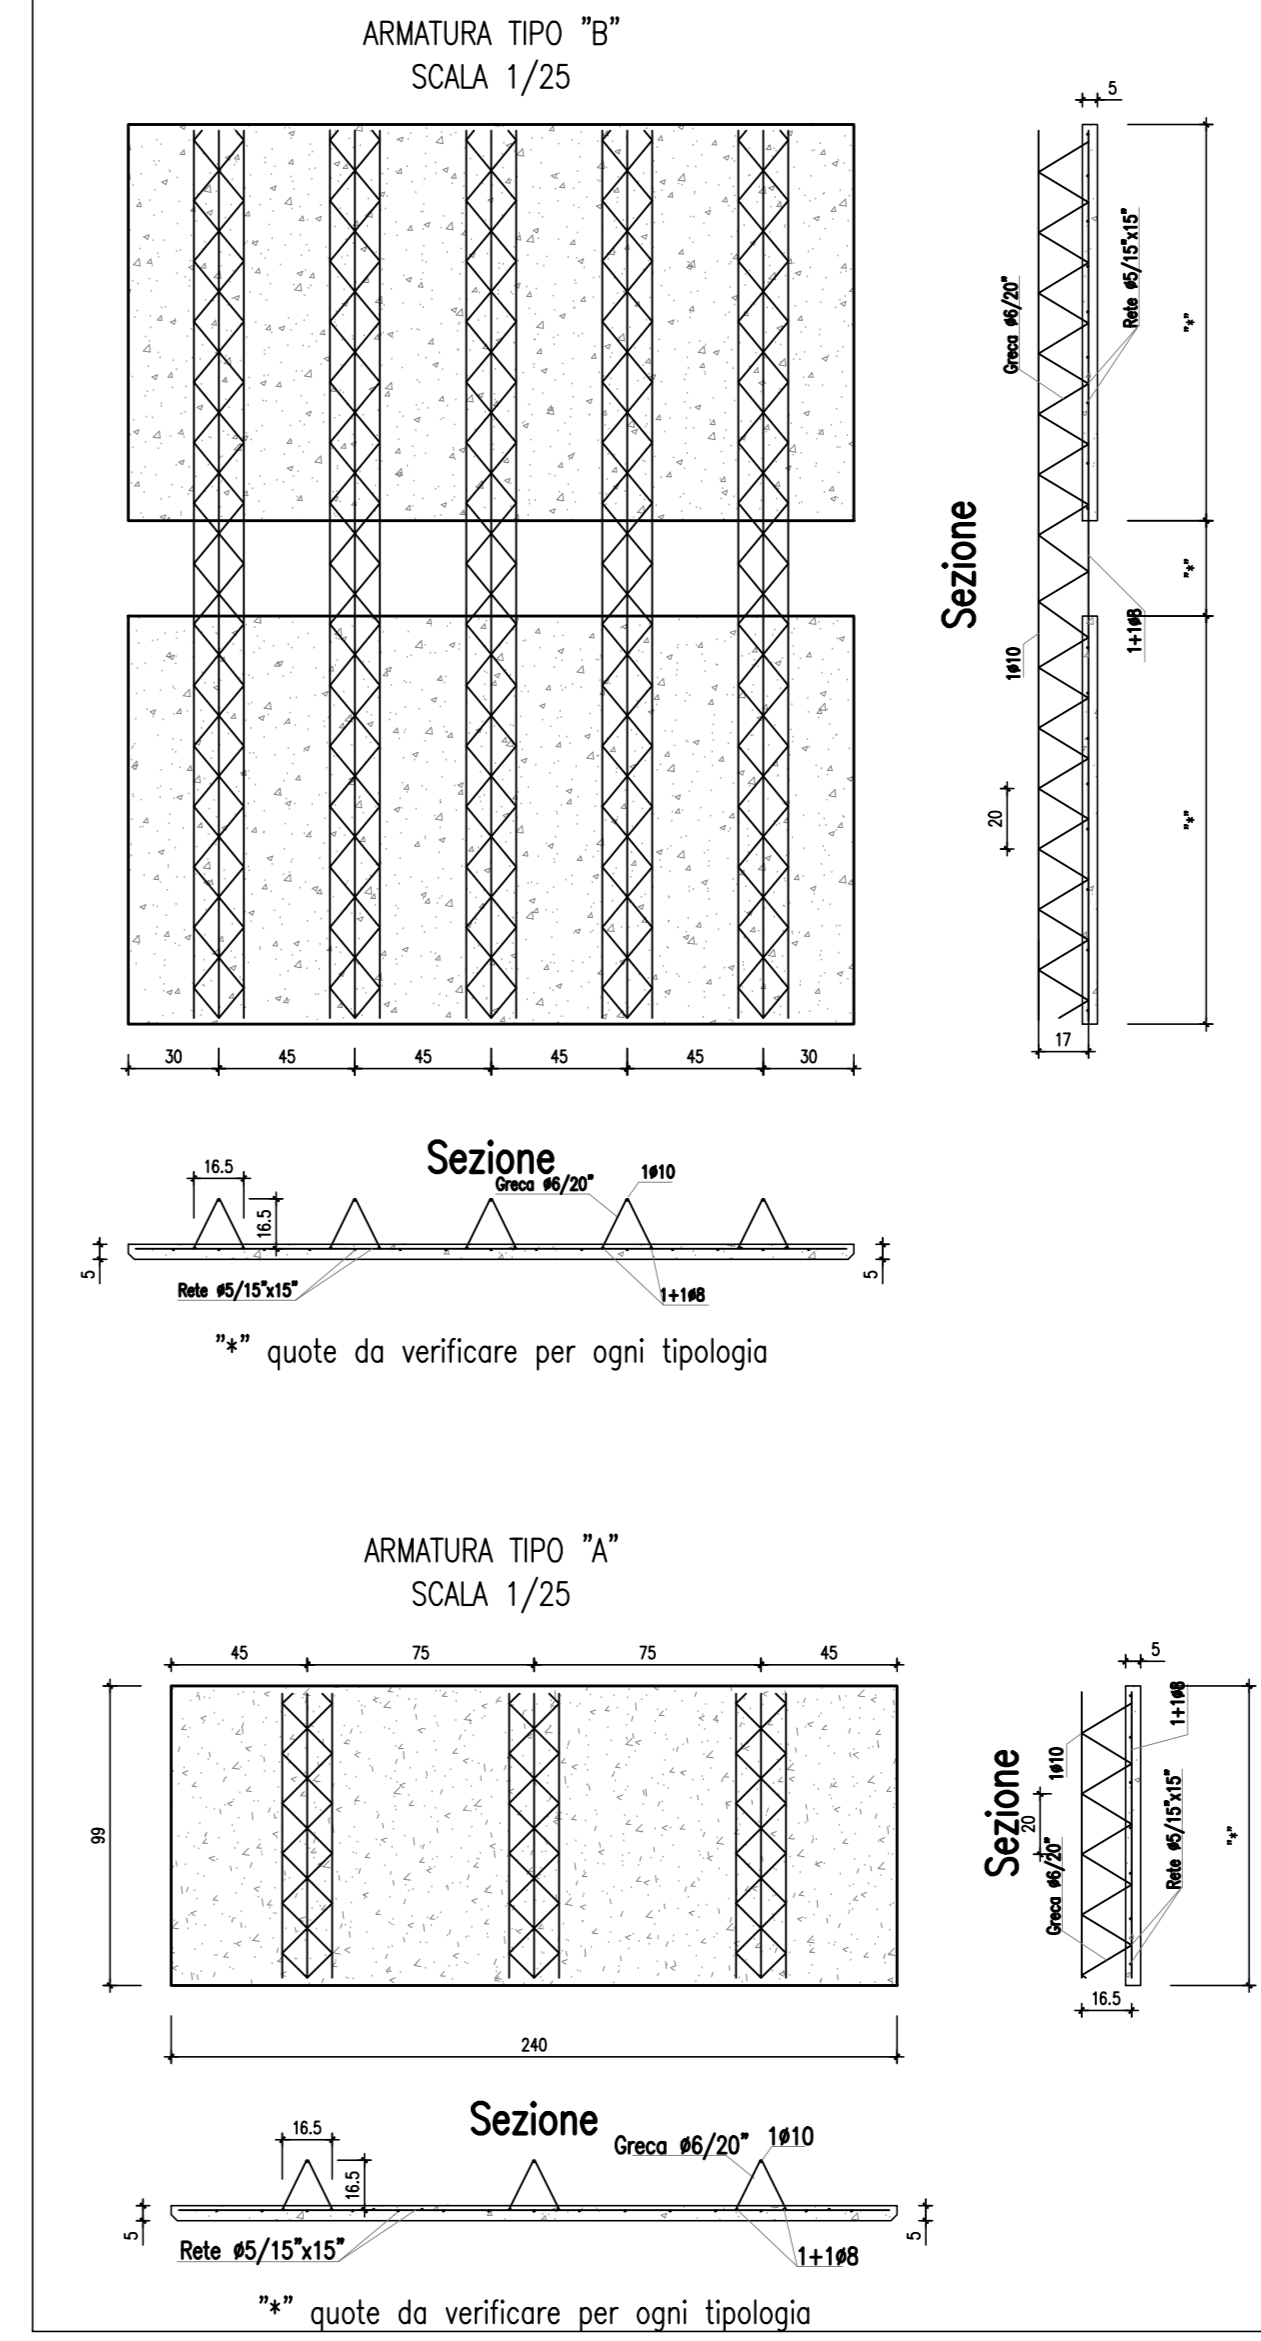 ARMATURA TIPO "B"
SCALA 1/25
5
Greca ø6/20"
Rete ø5/15"x15"
"*"
Sezione
"*"
1ø10
1+1ø8
20
"*"
17
30 45 45 45 45 30
Sezione
16.5
16.5
Greca ø6/20"
1ø10
5
5
Rete ø5/15"x15"
1+1ø8
"*" quote da verificare per ogni tipologia
ARMATURA TIPO "A"
SCALA 1/25
45 75 75 45
99
240
5
1+1ø8
1ø10
Sezione
20
Greca ø6/20"
Rete ø5/15"x15"
"*"
16.5
Sezione
16.5
16.5
Greca ø6/20"
1ø10
5
5
Rete ø5/15"x15"
1+1ø8
"*" quote da verificare per ogni tipologia